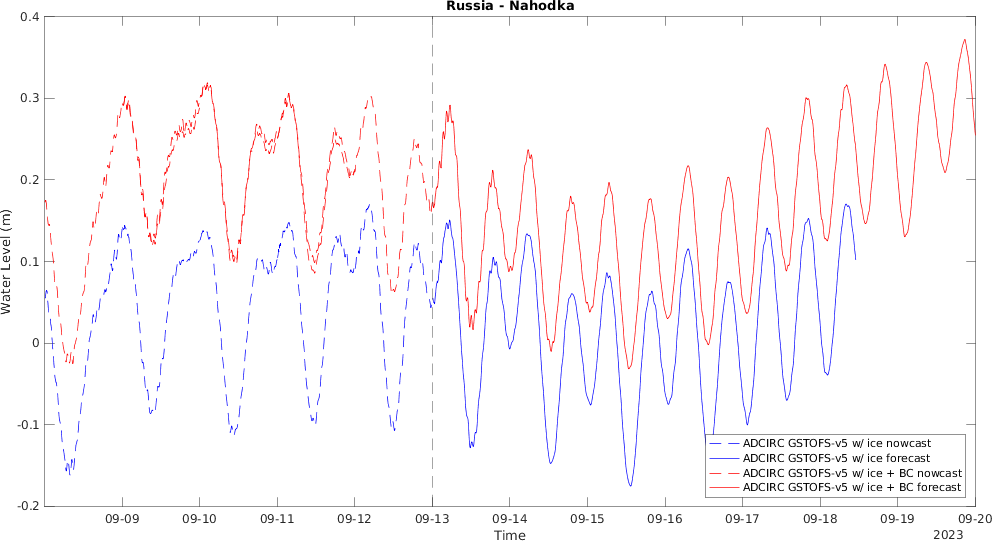 Russia - Nahodka
Water Level (m)
0.4
0.3
0.2
0.1
0
-0.1
-0.2
ADCIRC GSTOFS-v5 w/ ice nowcast
ADCIRC GSTOFS-v5 w/ ice forecast
ADCIRC GSTOFS-v5 w/ ice + BC nowcast
ADCIRC GSTOFS-v5 w/ ice + BC forecast
09-09 09-10 09-11 09-12 09-13 09-14 09-15 09-16 09-17 09-18 09-19 09-20
Time
2023